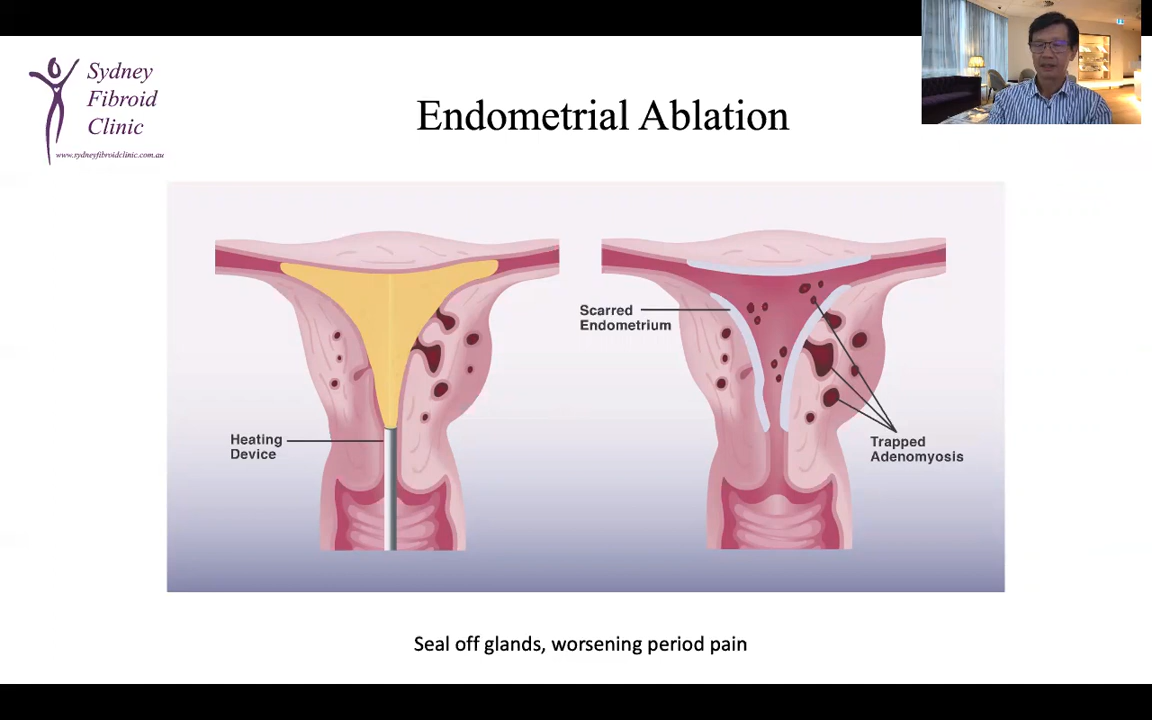 Sydney
Fibroid
Clinic
www.sydneyfibroidclinic.com.au
Endometrial Ablation
Heating
Device
Scarred
Endometrium
Trapped
Adenomyosis
Seal off glands, worsening period pain